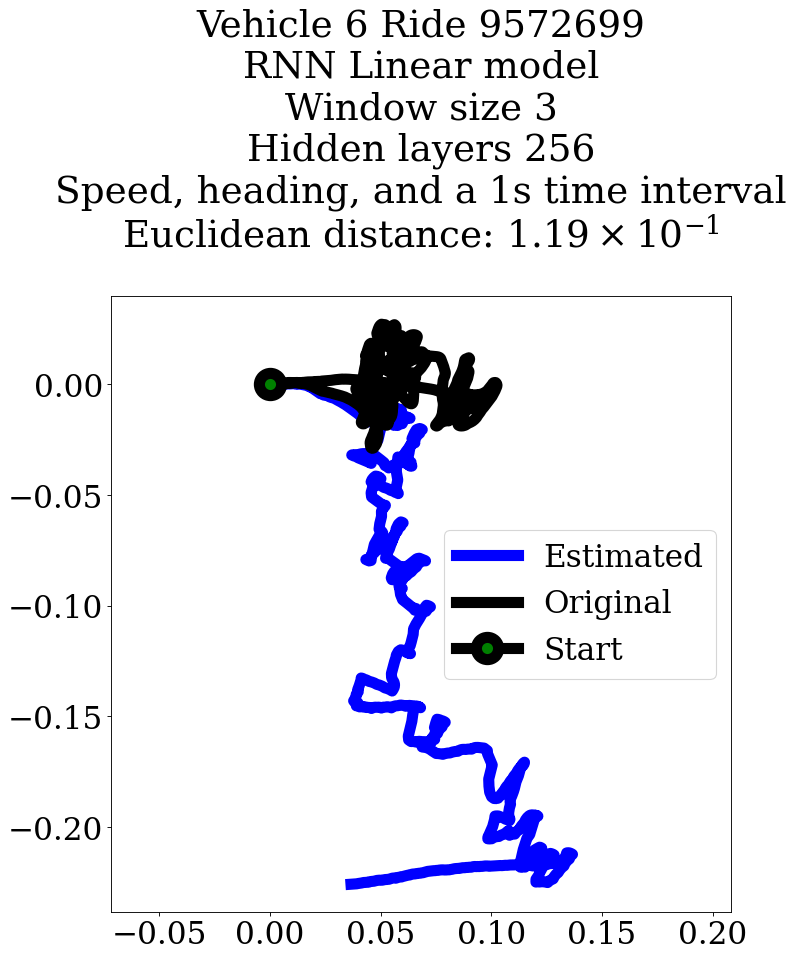 Vehicle 6 Ride 9572699
RNN Linear model
Window size 3
Hidden layers 256
Speed, heading, and a 1s time interval
Euclidean distance: 1.19 × 10⁻¹
0.00
−0.05
−0.10
−0.15
−0.20
Estimated
Original
Start
−0.05 0.00 0.05 0.10 0.15 0.20